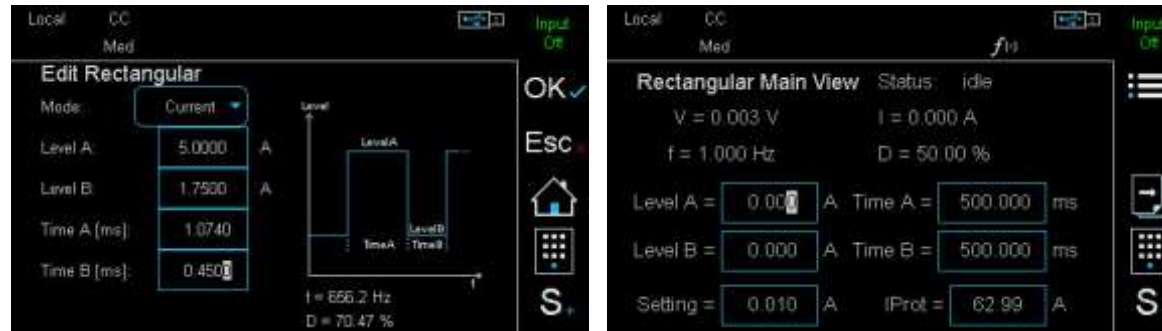 Local CC
Med
Input
Off
Edit Rectangular
OK
Mode: Current
Level
Level A: 5.0000 A
LevelA
Esc
Level B: 1.7500 A
Time A [ms]: 1.0740
LevelB
TimeA TimeB
Time B [ms]: 0.4500
t
f = 656.2 Hz
D = 70.47 %
S+
Local CC
Med
Input
Off
f(t)
Rectangular Main View Status: idle
V = 0.003 V I = 0.000 A
f = 1.000 Hz D = 50.00 %
Level A = 0.000 A Time A = 500.000 ms
Level B = 0.000 A Time B = 500.000 ms
Setting = 0.010 A IProt = 62.99 A
S